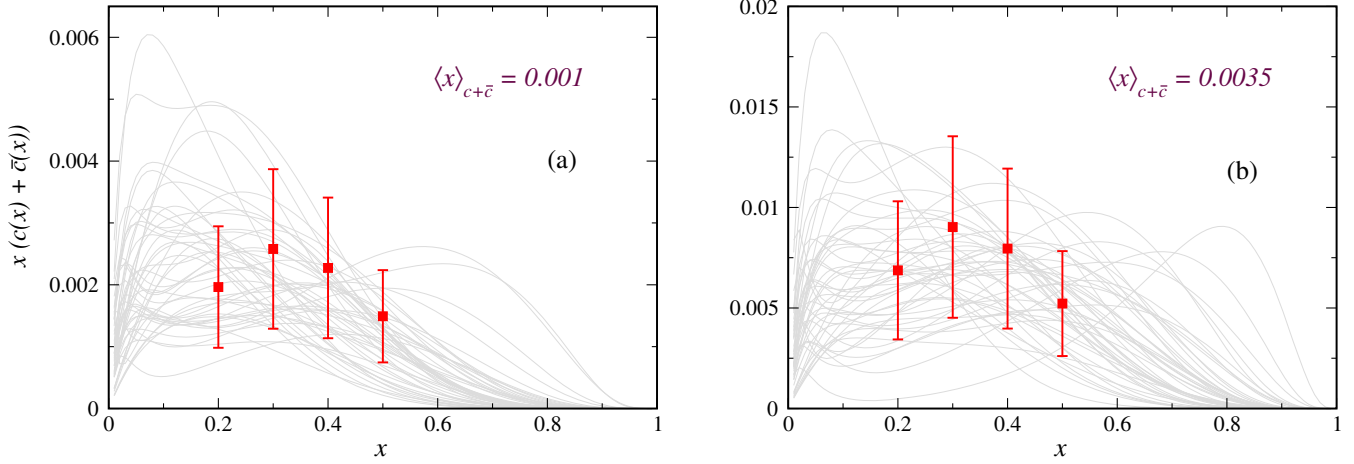 x (c(x) + c̄(x))
0.006
0.004
0.002
0
⟨x⟩c+c̄ = 0.001
(a)
0 0.2 0.4 0.6 0.8 1
x
0.02
0.015
0.01
0.005
0
⟨x⟩c+c̄ = 0.0035
(b)
0 0.2 0.4 0.6 0.8 1
x